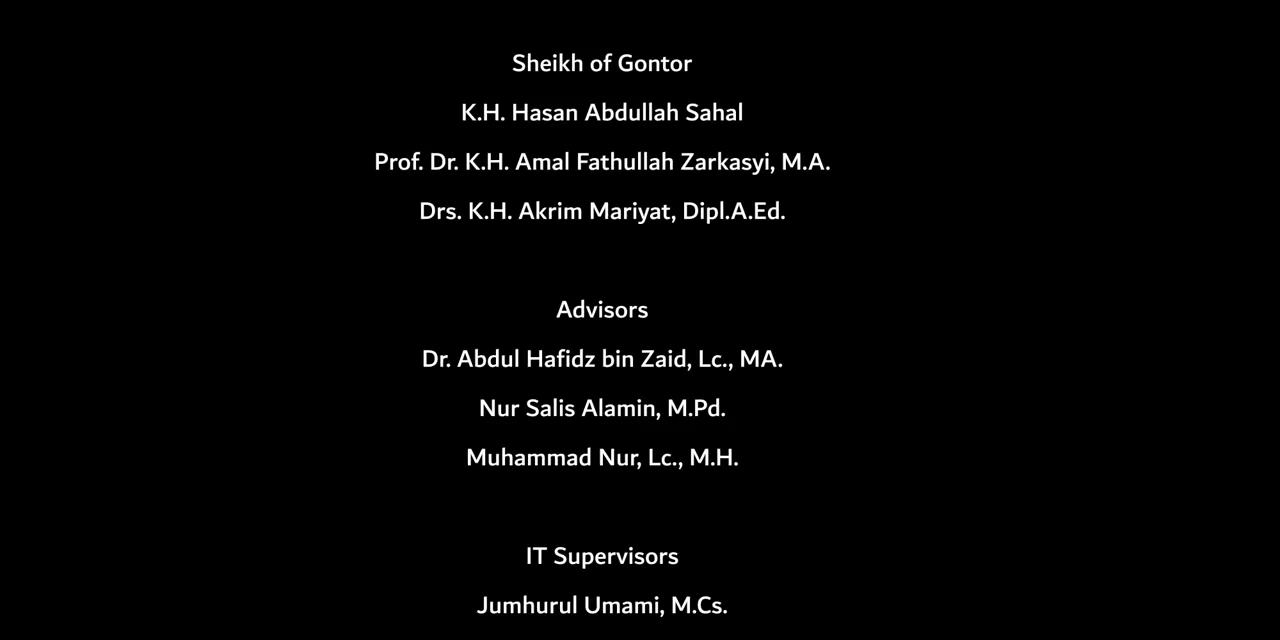 Sheikh of Gontor
K.H. Hasan Abdullah Sahal
Prof. Dr. K.H. Amal Fathullah Zarkasyi, M.A.
Drs. K.H. Akrim Mariyat, Dipl.A.Ed.
Advisors
Dr. Abdul Hafidz bin Zaid, Lc., MA.
Nur Salis Alamin, M.Pd.
Muhammad Nur, Lc., M.H.
IT Supervisors
Jumhurul Umami, M.Cs.